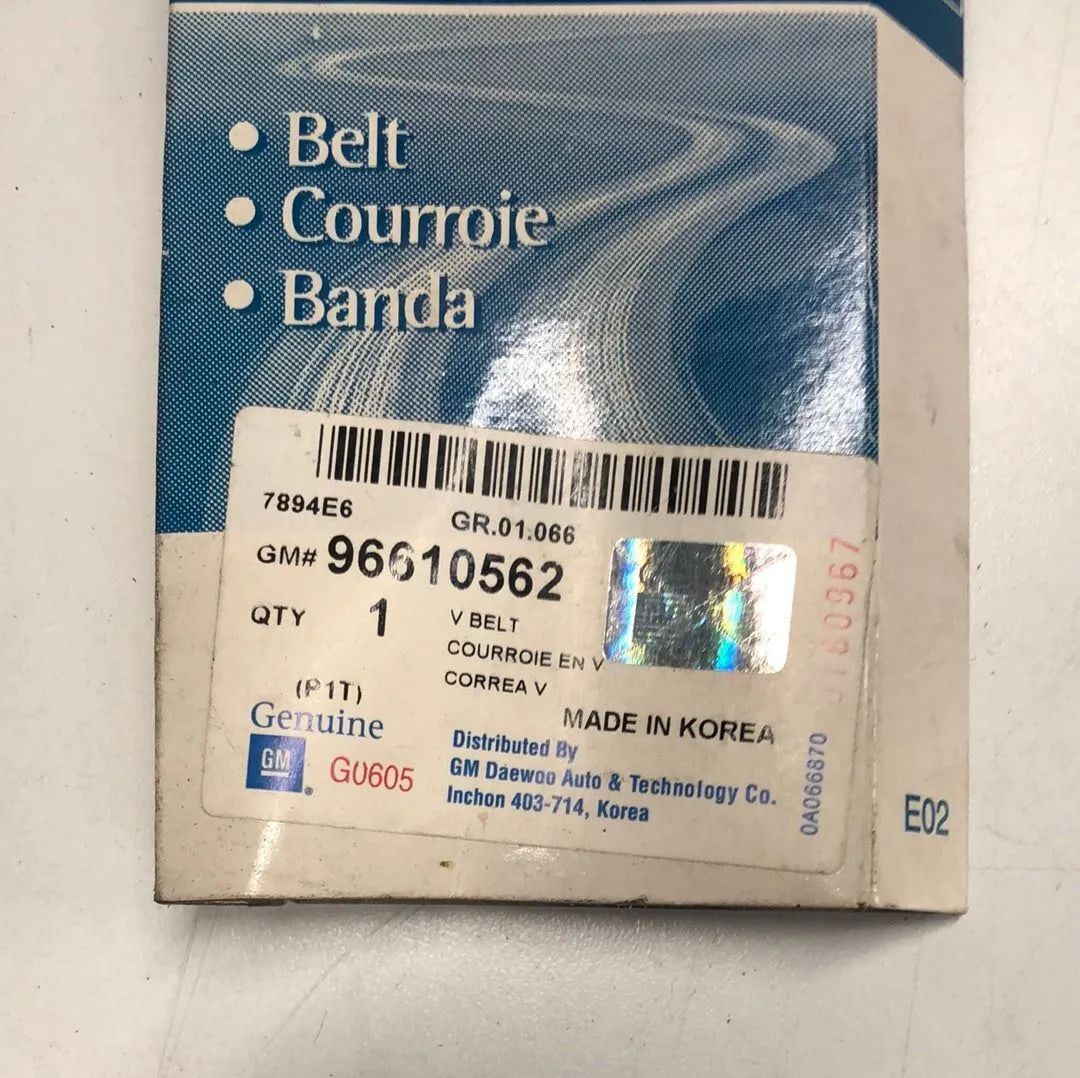 • Belt
• Courroie
• Banda
7894E6
GR.01.066
GM# 96610562
QTY 1
V BELT
COURROIE EN V
CORREA V
(P1T)
MADE IN KOREA
Genuine
GM
G0605
Distributed By
GM Daewoo Auto & Technology Co.
Inchon 403-714, Korea
0A066870
E02